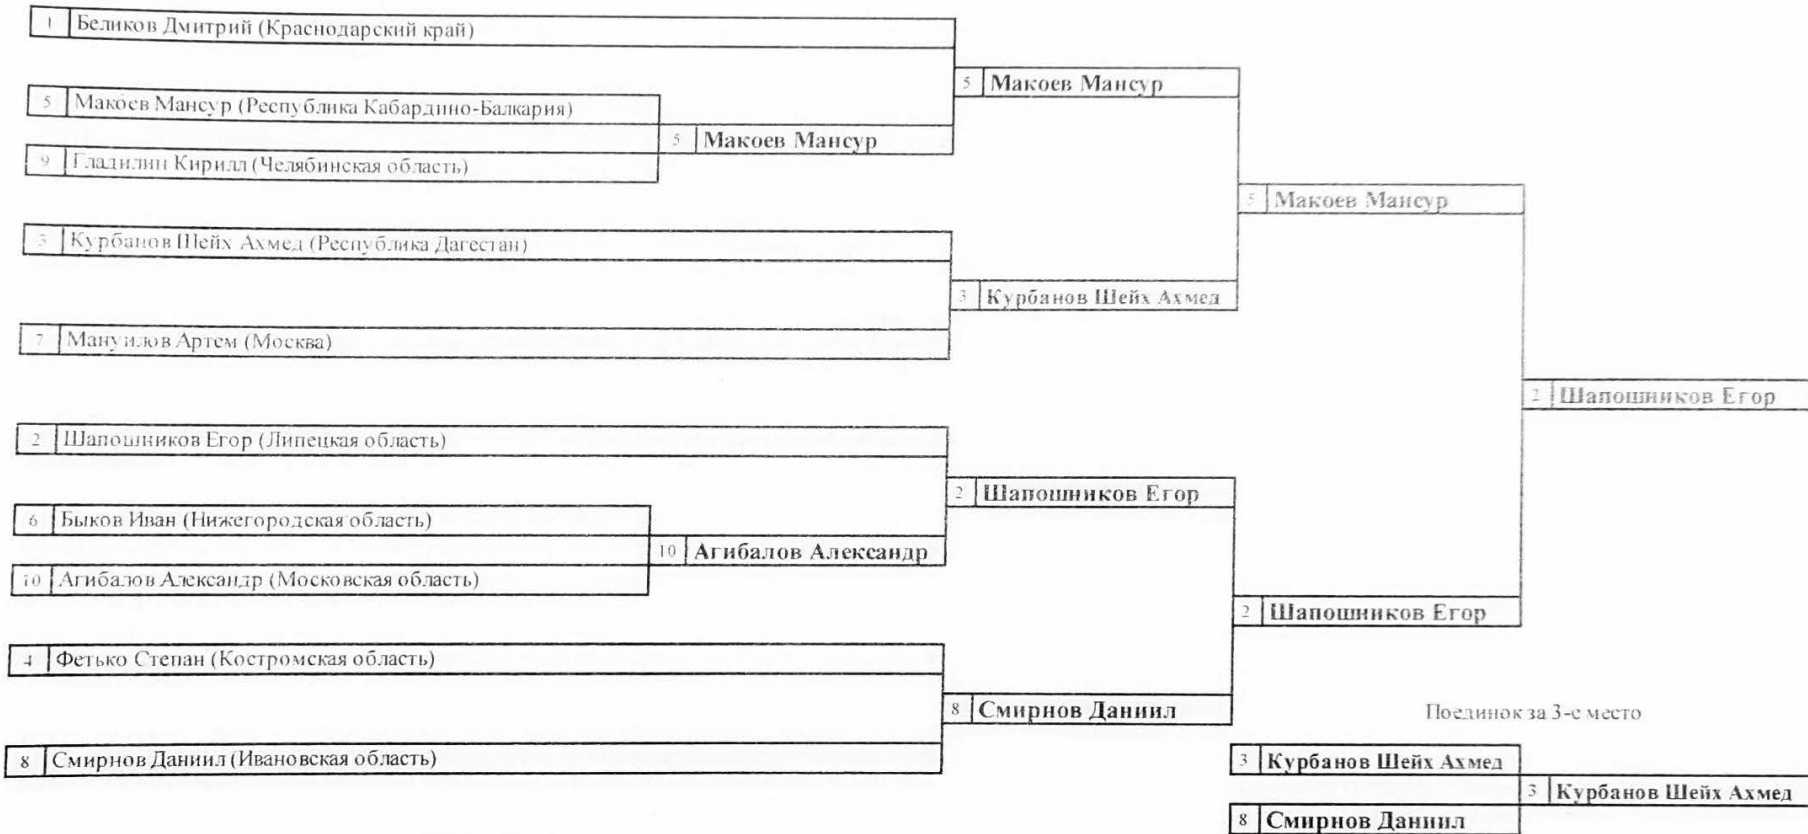 1 Беликов Дмитрий (Краснодарский край)
5 Макоев Мансур
5 Макоев Мансур (Республика Кабардино-Балкария)
5 Макоев Мансур
9 Гладилин Кирилл (Челябинская область)
5 Макоев Мансур
3 Курбанов Шейх Ахмед (Республика Дагестан)
3 Курбанов Шейх Ахмед
7 Мануилов Артем (Москва)
2 Шапошников Егор
2 Шапошников Егор (Липецкая область)
2 Шапошников Егор
6 Быков Иван (Нижегородская область)
10 Агибалов Александр
10 Агибалов Александр (Московская область)
2 Шапошников Егор
4 Фетько Степан (Костромская область)
8 Смирнов Даниил
Поединок за 3-е место
8 Смирнов Даниил (Ивановская область)
3 Курбанов Шейх Ахмед
3 Курбанов Шейх Ахмед
8 Смирнов Даниил